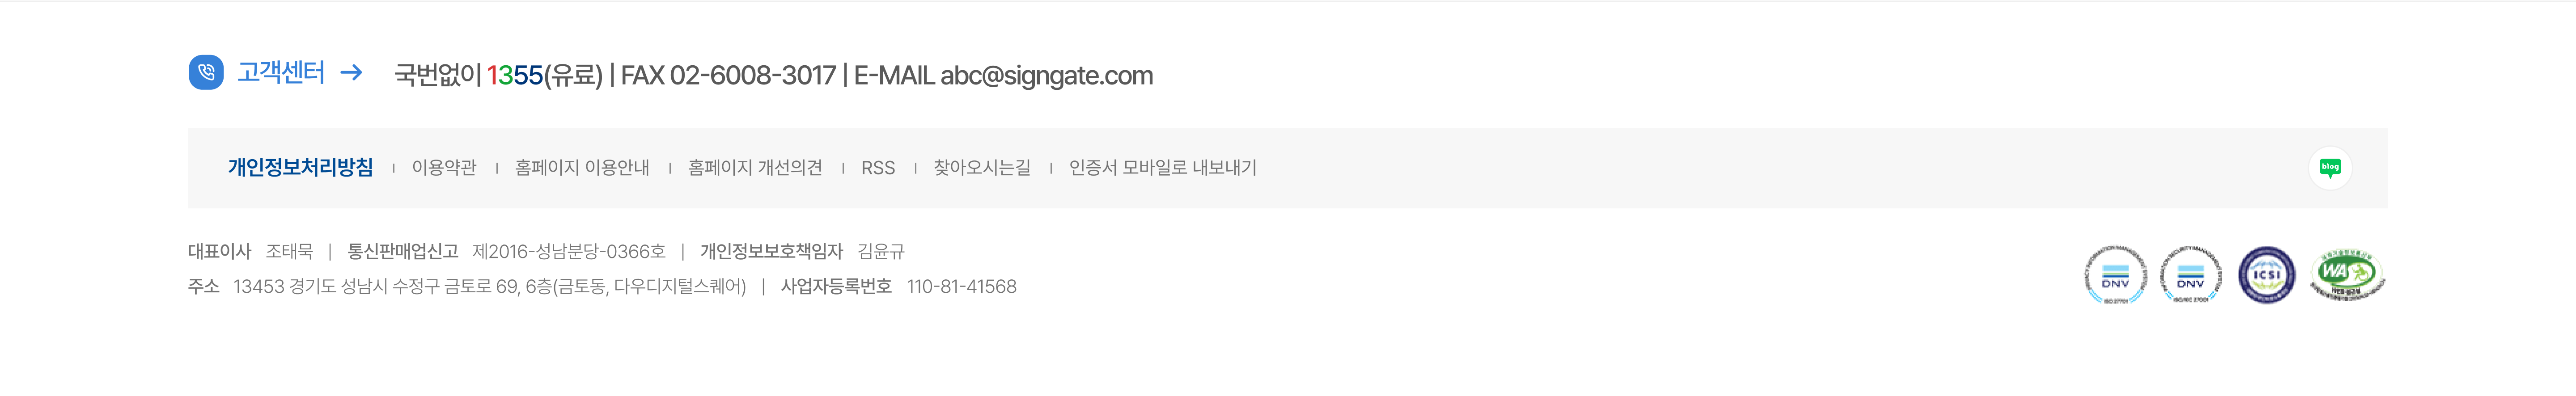 고객센터 → 국번없이 1355(유료) | FAX 02-6008-3017 | E-MAIL abc@signgate.com
개인정보처리방침 | 이용약관 | 홈페이지 이용안내 | 홈페이지 개선의견 | RSS | 찾아오시는길 | 인증서 모바일로 내보내기
blog
대표이사 조태묵 | 통신판매업신고 제2016-성남분당-0366호 | 개인정보보호책임자 김윤규
주소 13453 경기도 성남시 수정구 금토로 69, 6층(금토동, 다우디지털스퀘어) | 사업자등록번호 110-81-41568
DNV
ISO 27701
DNV
ISO/IEC 27001
ICSI
WA